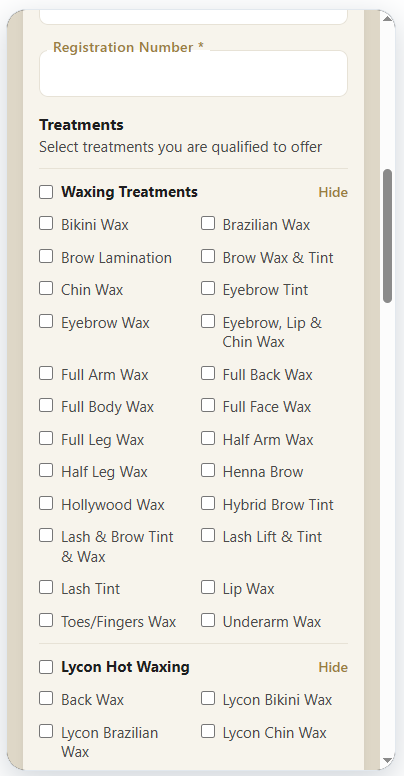 Registration Number *
Treatments
Select treatments you are qualified to offer
Waxing Treatments Hide
Bikini Wax Brazilian Wax
Brow Lamination Brow Wax & Tint
Chin Wax Eyebrow Tint
Eyebrow Wax Eyebrow, Lip &
Chin Wax
Full Arm Wax Full Back Wax
Full Body Wax Full Face Wax
Full Leg Wax Half Arm Wax
Half Leg Wax Henna Brow
Hollywood Wax Hybrid Brow Tint
Lash & Brow Tint Lash Lift & Tint
& Wax
Lash Tint Lip Wax
Toes/Fingers Wax Underarm Wax
Lycon Hot Waxing Hide
Back Wax Lycon Bikini Wax
Lycon Brazilian Lycon Chin Wax
Wax